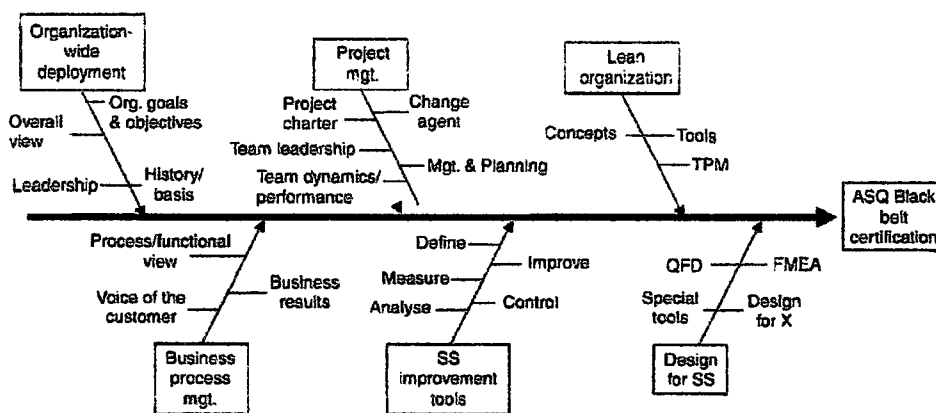 Organization-
wide
deployment
Project
mgt.
Lean
organization
Org. goals
& objectives
Overall
view
Leadership
History/
basis
Project
charter
Change
agent
Team leadership
Mgt. & Planning
Team dynamics/
performance
Concepts
Tools
TPM
ASQ Black
belt
certification
Process/functional
view
Voice of the
customer
Business
results
Define
Improve
Measure
Analyse
Control
QFD
FMEA
Special
tools
Design
for X
Business
process
mgt.
SS
improvement
tools
Design
for SS